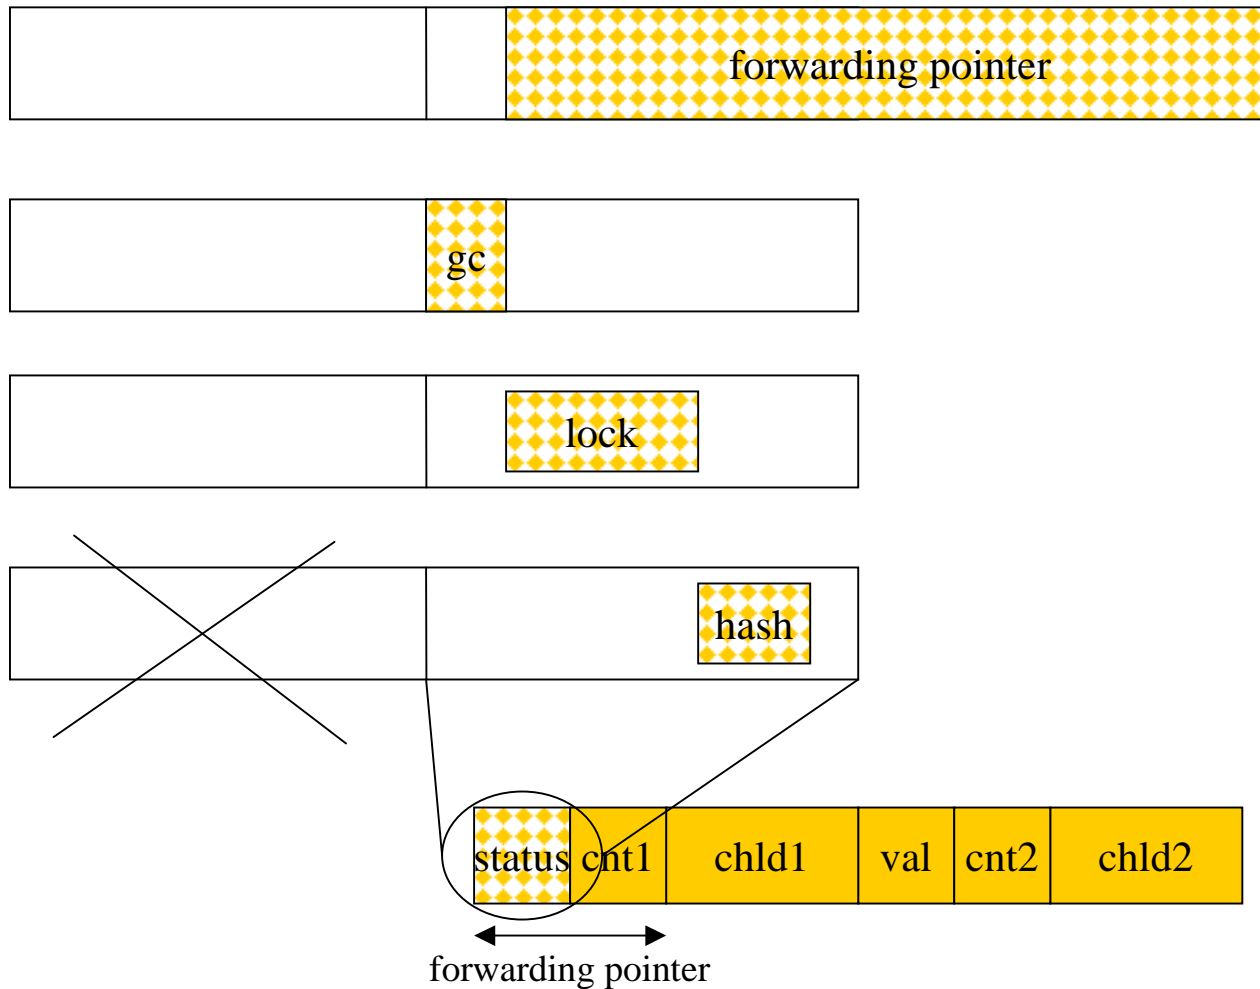 forwarding pointer
gc
lock
hash
status cnt1 chld1 val cnt2 chld2
forwarding pointer